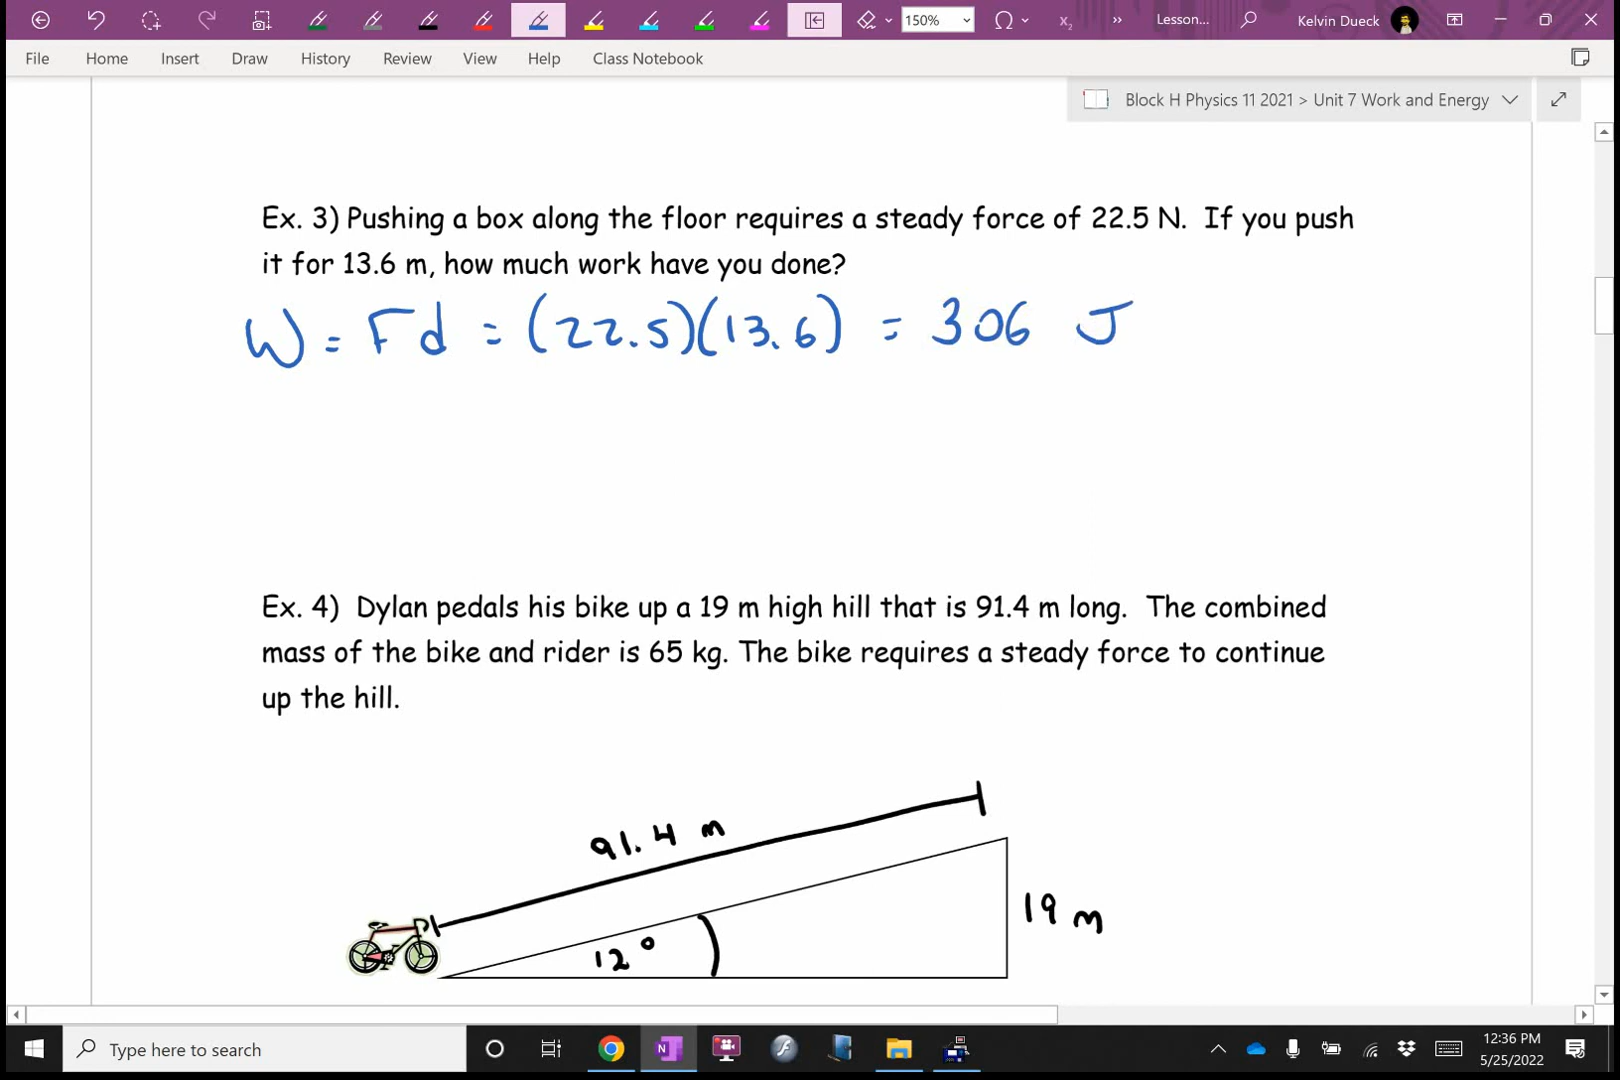 150%
Lesson...
Kelvin Dueck
File Home Insert Draw History Review View Help Class Notebook
Block H Physics 11 2021 > Unit 7 Work and Energy
Ex. 3) Pushing a box along the floor requires a steady force of 22.5 N. If you push
it for 13.6 m, how much work have you done?
W = Fd = (22.5)(13.6) = 306 J
Ex. 4) Dylan pedals his bike up a 19 m high hill that is 91.4 m long. The combined
mass of the bike and rider is 65 kg. The bike requires a steady force to continue
up the hill.
91.4 m
19 m
12°
Type here to search
12:36 PM
5/25/2022